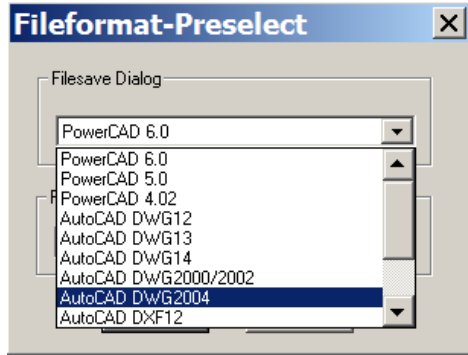 Fileformat-Preselect
Filesave Dialog
PowerCAD 6.0
PowerCAD 6.0
PowerCAD 5.0
PowerCAD 4.02
AutoCAD DWG12
AutoCAD DWG13
AutoCAD DWG14
AutoCAD DWG2000/2002
AutoCAD DWG2004
AutoCAD DXF12